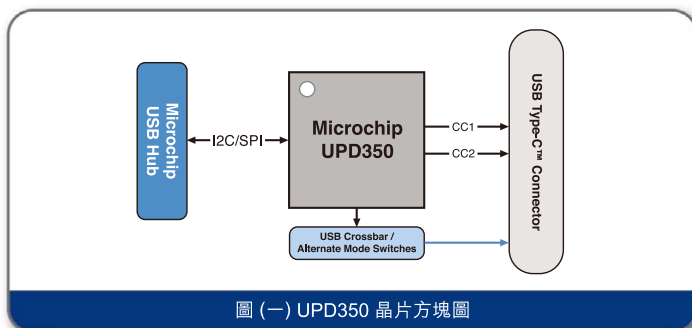 Microchip
USB Hub
I2C/SPI
Microchip
UPD350
CC1
CC2
USB Type-C™ Connector
USB Crossbar /
Alternate Mode Switches
圖 (一) UPD350 晶片方塊圖